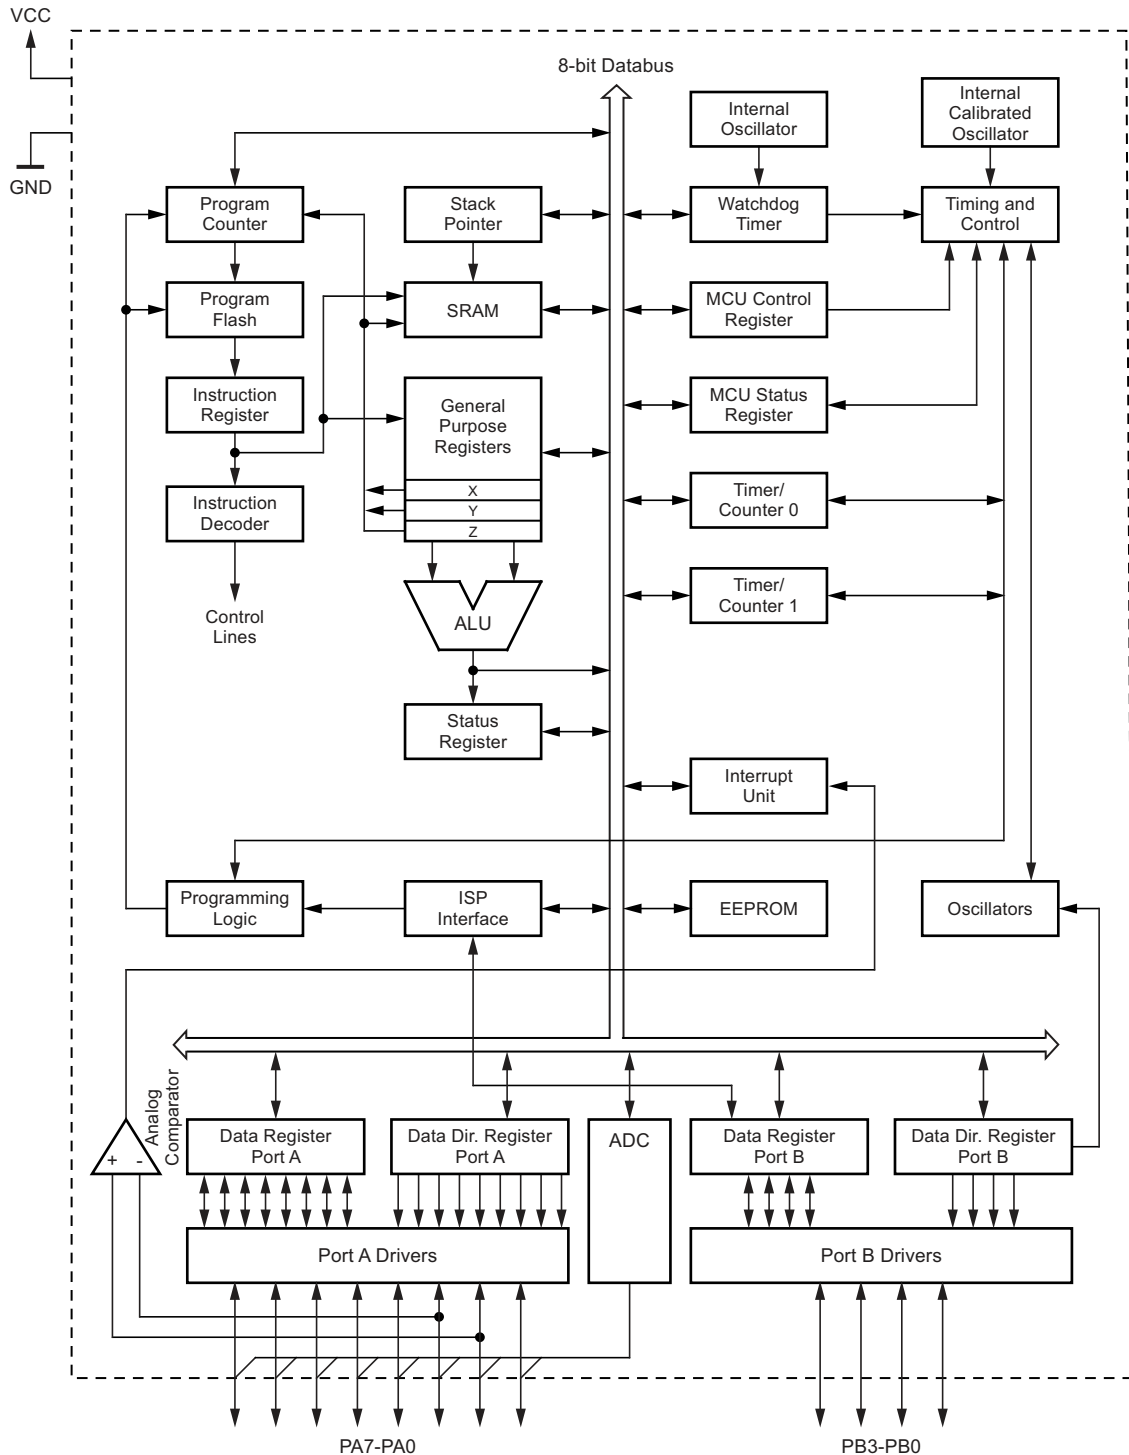 VCC
GND
8-bit Databus
Internal
Oscillator
Internal
Calibrated
Oscillator
Program
Counter
Stack
Pointer
Watchdog
Timer
Timing and
Control
Program
Flash
SRAM
MCU Control
Register
Instruction
Register
General
Purpose
Registers
X
Y
Z
MCU Status
Register
Instruction
Decoder
Timer/
Counter 0
Control
Lines
ALU
Timer/
Counter 1
Status
Register
Interrupt
Unit
Programming
Logic
ISP
Interface
EEPROM
Oscillators
Analog
Comparator
+
-
Data Register
Port A
Data Dir. Register
Port A
ADC
Data Register
Port B
Data Dir. Register
Port B
Port A Drivers
Port B Drivers
PA7-PA0
PB3-PB0